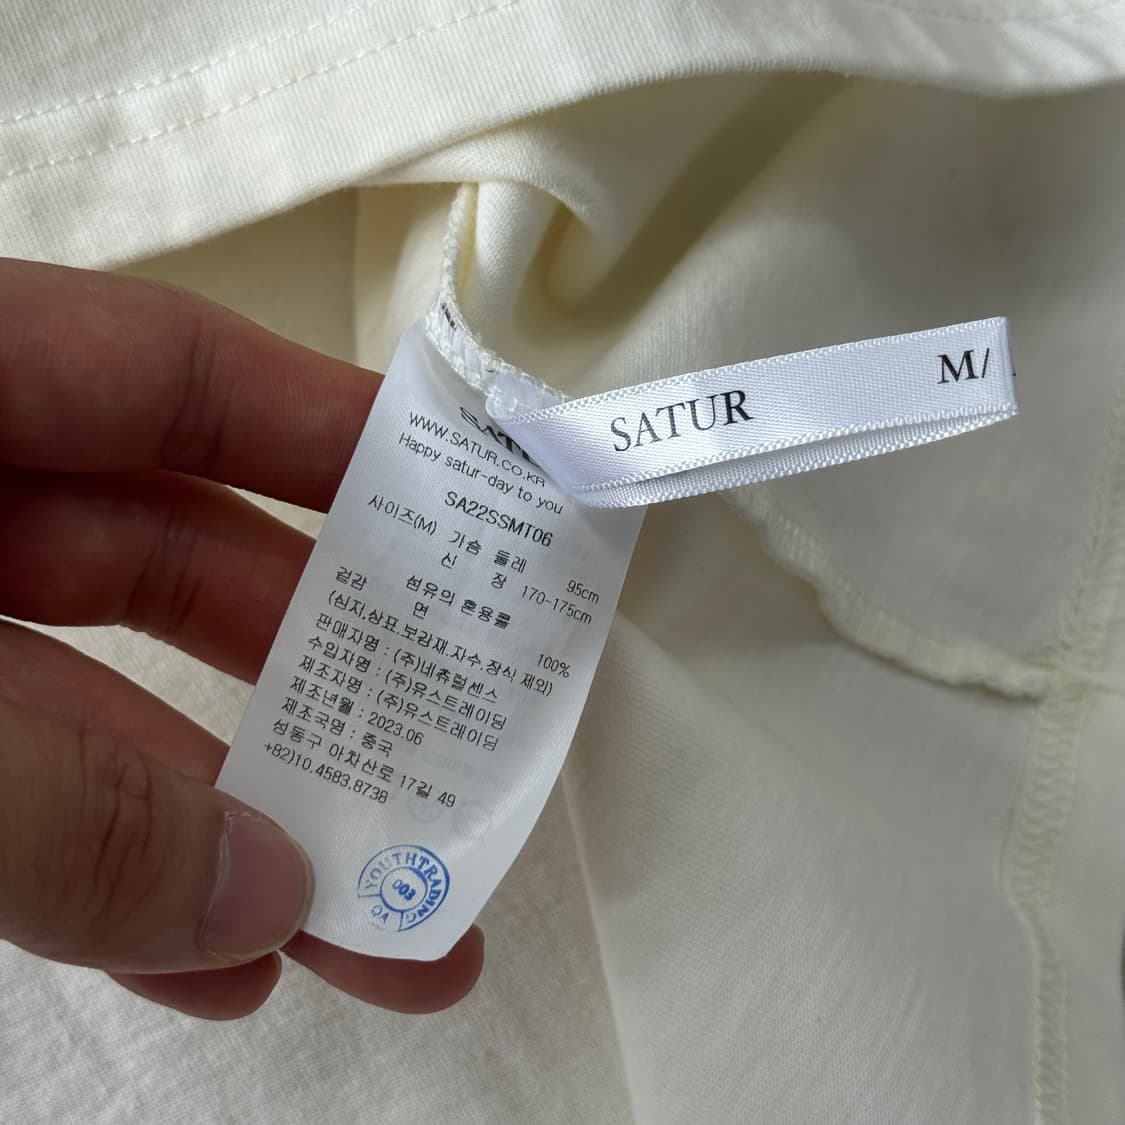 SATUR
M/
WWW.SATUR.CO.KR
Happy satur-day to you
SA22SSMT06
사이즈(M) 가슴 둘레 95cm
신 장 170-175cm
섬유의 혼용률
겉감 면 100%
(심지,상표,보강재,자수,장식 제외)
판매자명 : (주)네츄럴센스
수입자명 : (주)유스트레이딩
제조자명 : (주)유스트레이딩
제조년월 : 2023.06
제조국명 : 중국
성동구 아차산로 17길 49
+82)10.4583.8738
YOUTHTRADING
003
QA